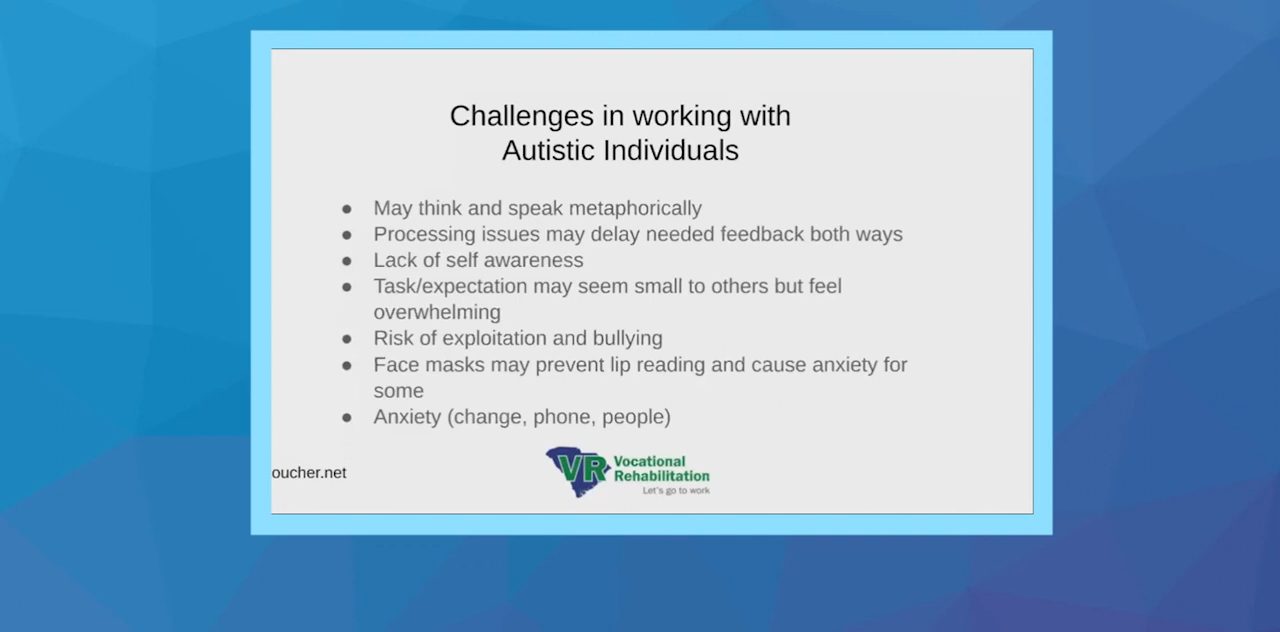 Challenges in working with
Autistic Individuals
● May think and speak metaphorically
● Processing issues may delay needed feedback both ways
● Lack of self awareness
● Task/expectation may seem small to others but feel
overwhelming
● Risk of exploitation and bullying
● Face masks may prevent lip reading and cause anxiety for
some
● Anxiety (change, phone, people)
oucher.net
VR Vocational
Rehabilitation
Let's go to work